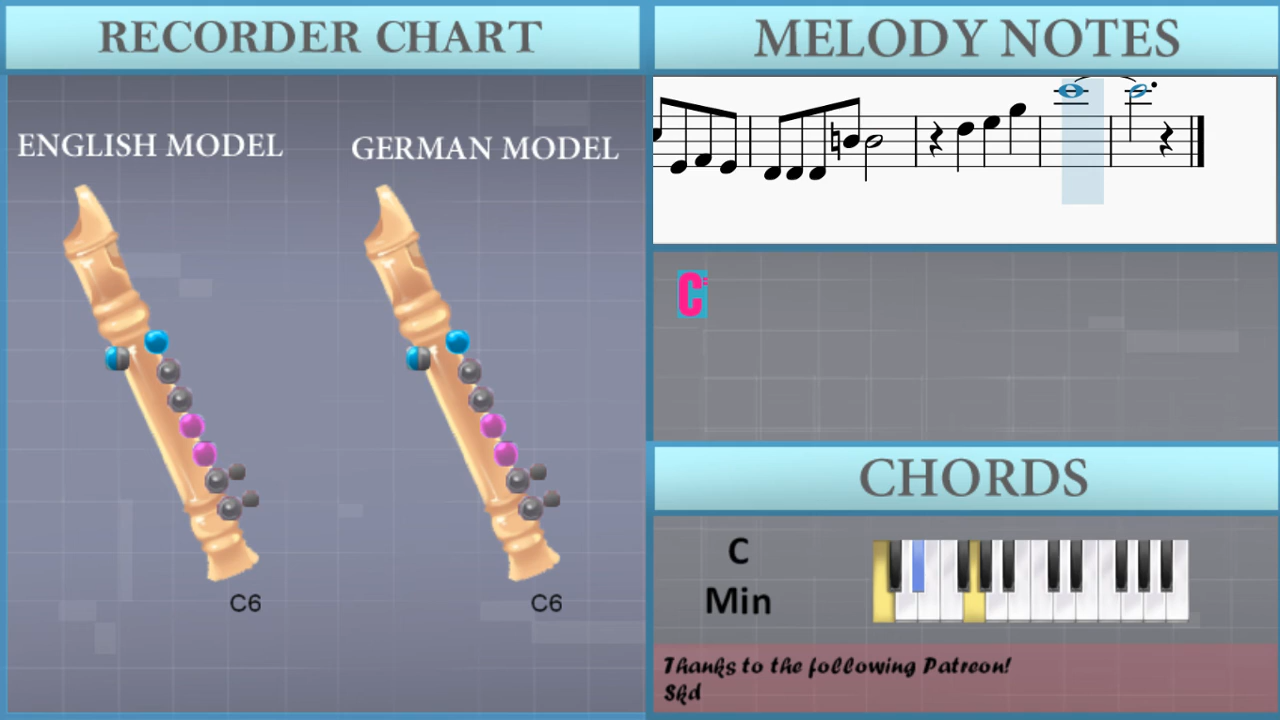 RECORDER CHART
MELODY NOTES
ENGLISH MODEL
GERMAN MODEL
C
C6
C6
CHORDS
C
Min
Thanks to the following Patreon!
Skd